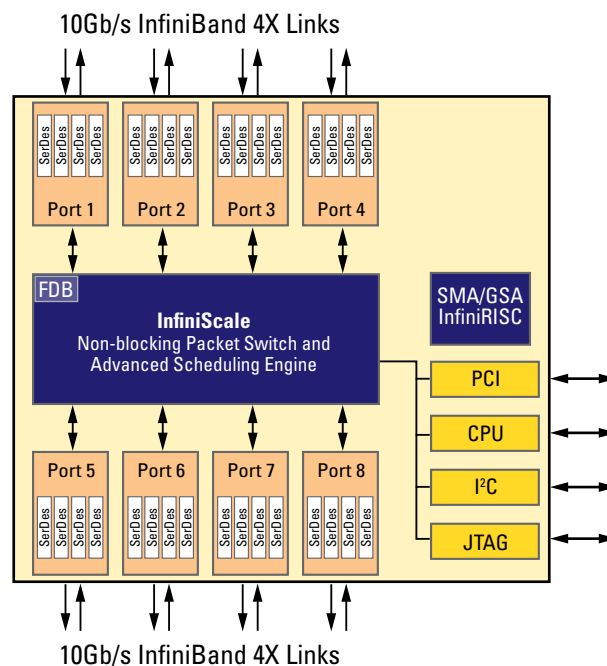 10Gb/s InfiniBand 4X Links
SerDes SerDes SerDes SerDes
Port 1
SerDes SerDes SerDes SerDes
Port 2
SerDes SerDes SerDes SerDes
Port 3
SerDes SerDes SerDes SerDes
Port 4
FDB
InfiniScale
Non-blocking Packet Switch and
Advanced Scheduling Engine
SMA/GSA
InfiniRISC
PCI
CPU
I²C
JTAG
Port 5
SerDes SerDes SerDes SerDes
Port 6
SerDes SerDes SerDes SerDes
Port 7
SerDes SerDes SerDes SerDes
Port 8
SerDes SerDes SerDes SerDes
10Gb/s InfiniBand 4X Links